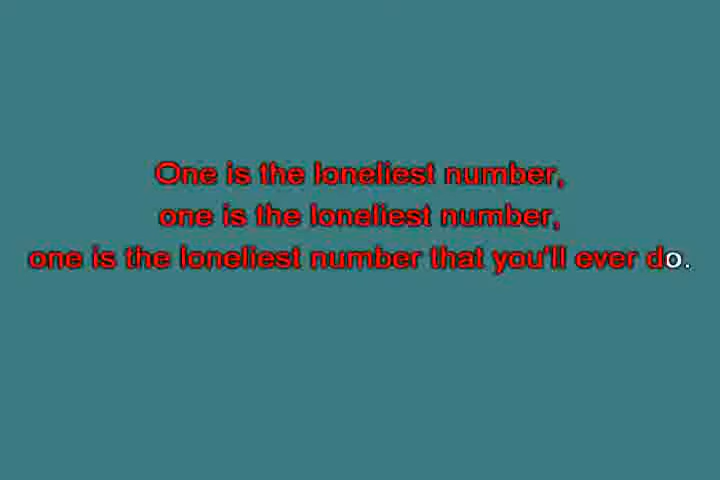 One is the loneliest number,
one is the loneliest number,
one is the loneliest number that you'll ever do.